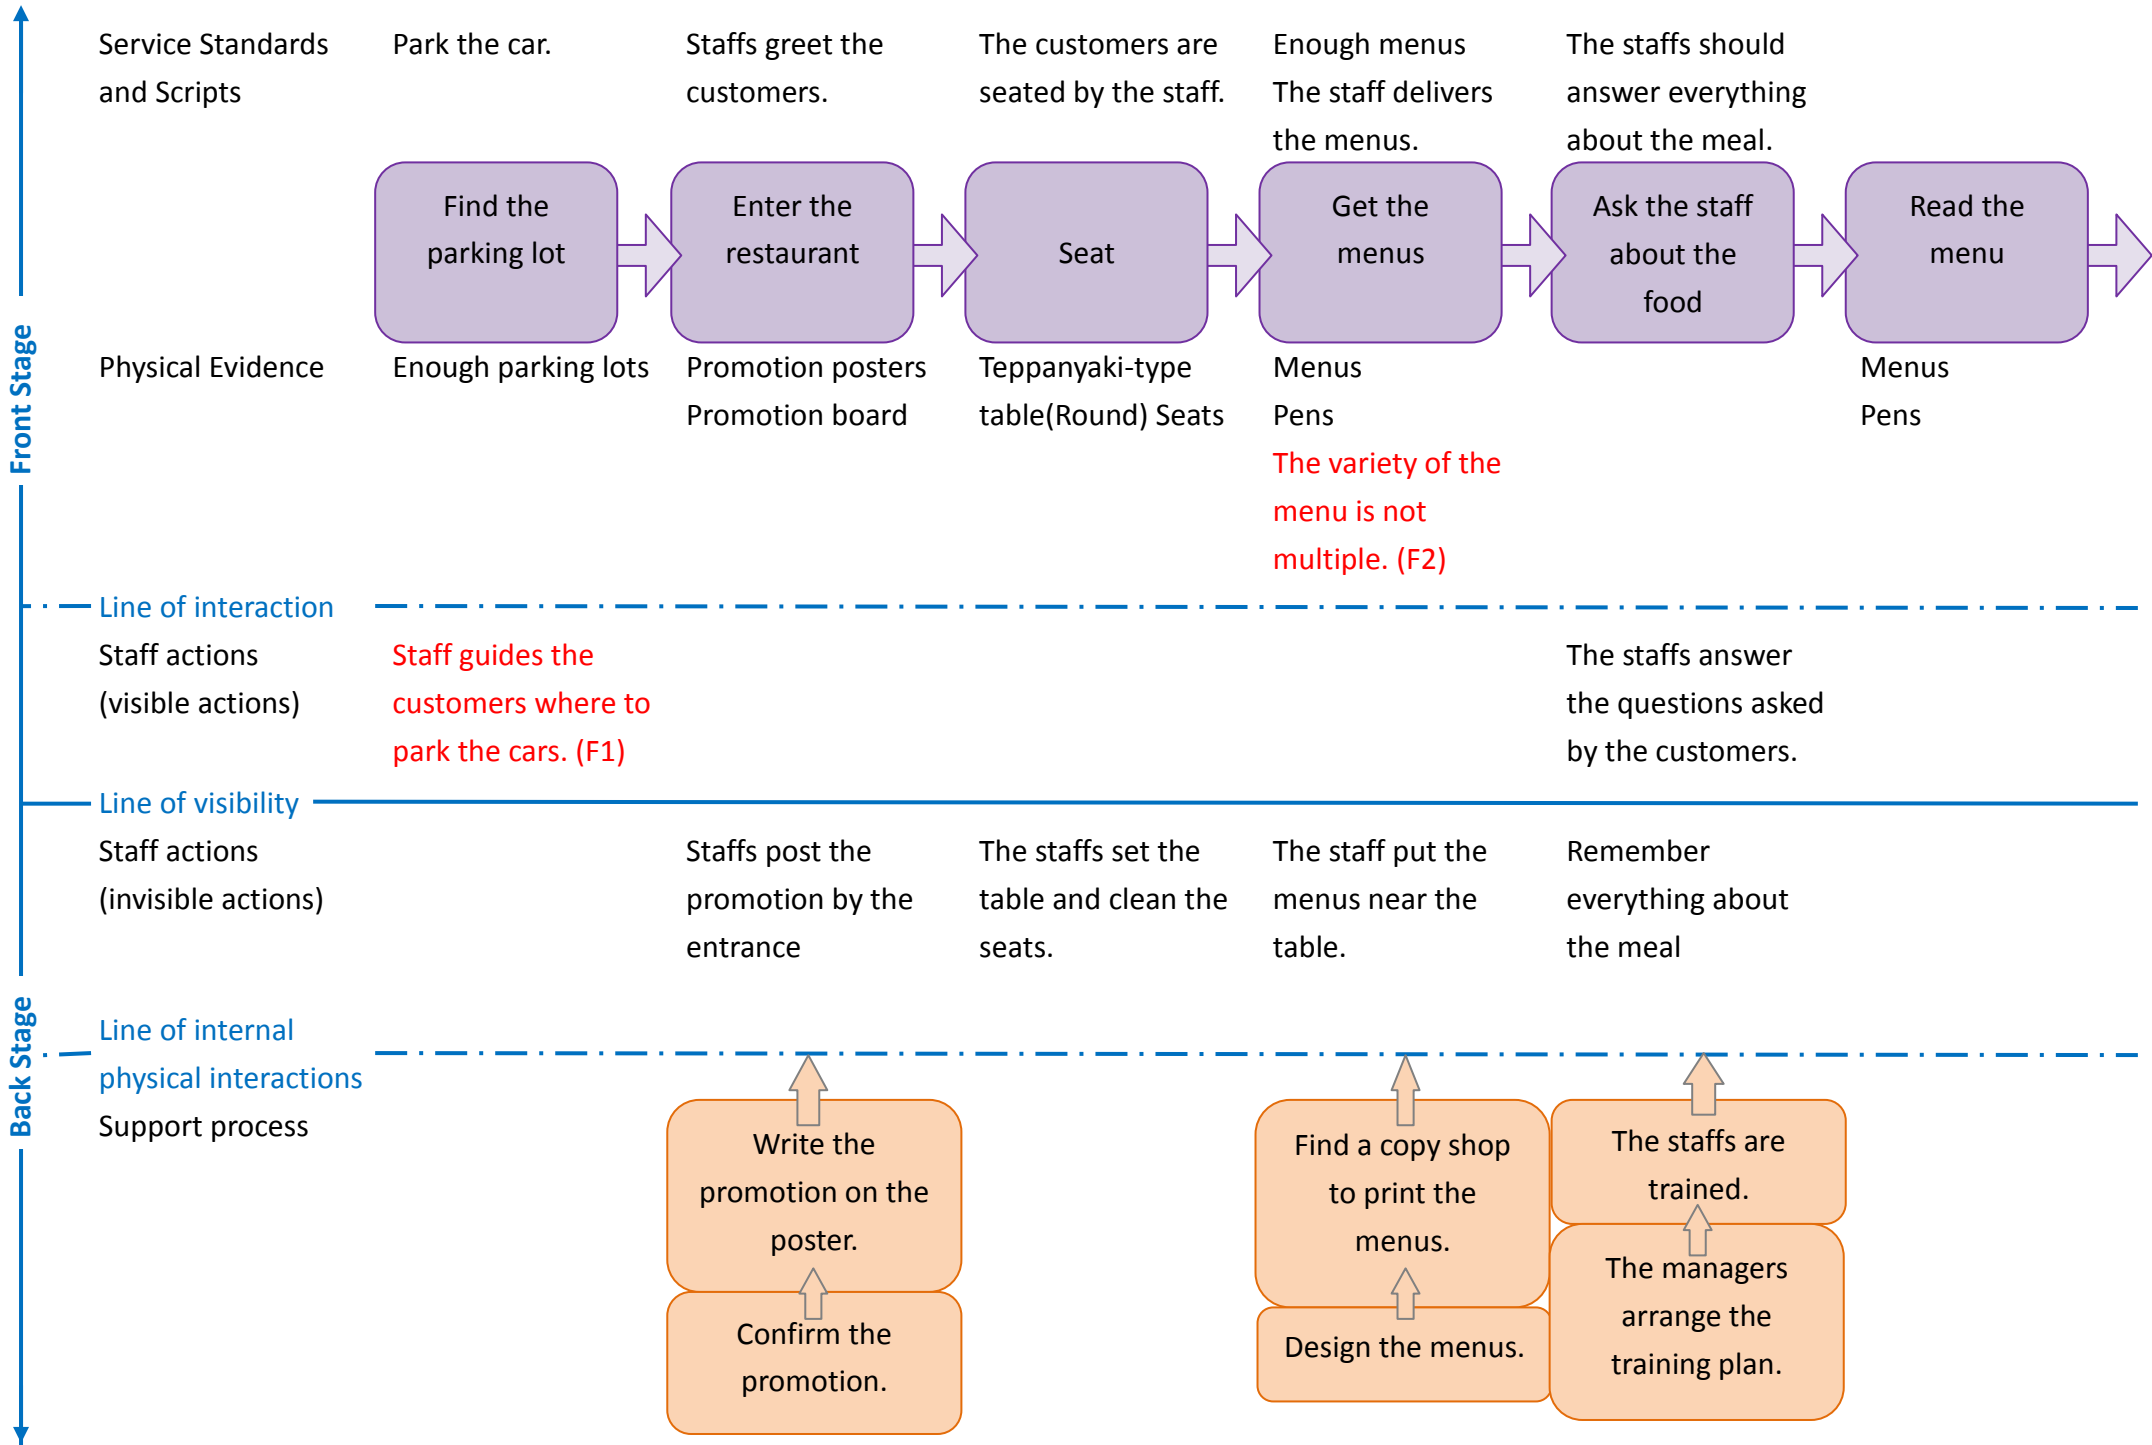 Service Standards
and Scripts
Park the car.
Staffs greet the
customers.
The customers are
seated by the staff.
Enough menus
The staff delivers
the menus.
The staffs should
answer everything
about the meal.
Find the
parking lot
Enter the
restaurant
Seat
Get the
menus
Ask the staff
about the
food
Read the
menu
Front Stage
Physical Evidence
Enough parking lots
Promotion posters
Promotion board
Teppanyaki-type
table(Round) Seats
Menus
Pens
The variety of the
menu is not
multiple. (F2)
Menus
Pens
Line of interaction
Staff actions
(visible actions)
Staff guides the
customers where to
park the cars. (F1)
The staffs answer
the questions asked
by the customers.
Line of visibility
Staff actions
(invisible actions)
Staffs post the
promotion by the
entrance
The staffs set the
table and clean the
seats.
The staff put the
menus near the
table.
Remember
everything about
the meal
Back Stage
Line of internal
physical interactions
Support process
Write the
promotion on the
poster.
Confirm the
promotion.
Find a copy shop
to print the
menus.
Design the menus.
The staffs are
trained.
The managers
arrange the
training plan.